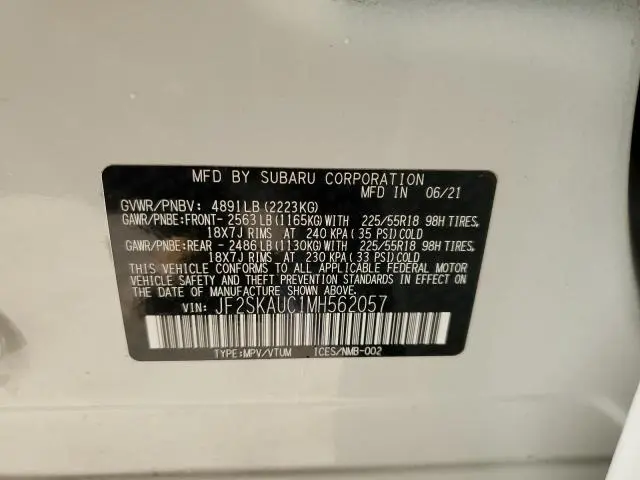 MFD BY SUBARU CORPORATION
MFD IN 06/21
GVWR/PNBV: 4891LB(2223KG)
GAWR/PNBE:FRONT- 2563LB(1165KG)WITH 225/55R18 98H TIRES,
18X7J RIMS AT 240 KPA(35 PSI)COLD
GAWR/PNBE:REAR - 2486LB(1130KG)WITH 225/55R18 98H TIRES,
18X7J RIMS AT 230 KPA(33 PSI)COLD
THIS VEHICLE CONFORMS TO ALL APPLICABLE FEDERAL MOTOR
VEHICLE SAFETY AND THEFT PREVENTION STANDARDS IN EFFECT ON THE
DATE OF MANUFACTURE SHOWN ABOVE.
VIN: JF2SKAUC1MH562057
TYPE:MPV/VTUM ICES/NMB-002